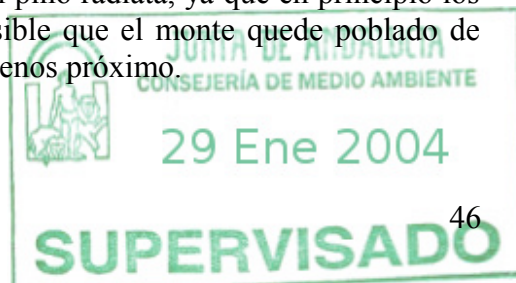 pino radiata, ya que en principio los
sible que el monte quede poblado de
enos próximo.
JUNTA DE ANDALUCIA
CONSEJERÍA DE MEDIO AMBIENTE
29 Ene 2004
46
SUPERVISADO